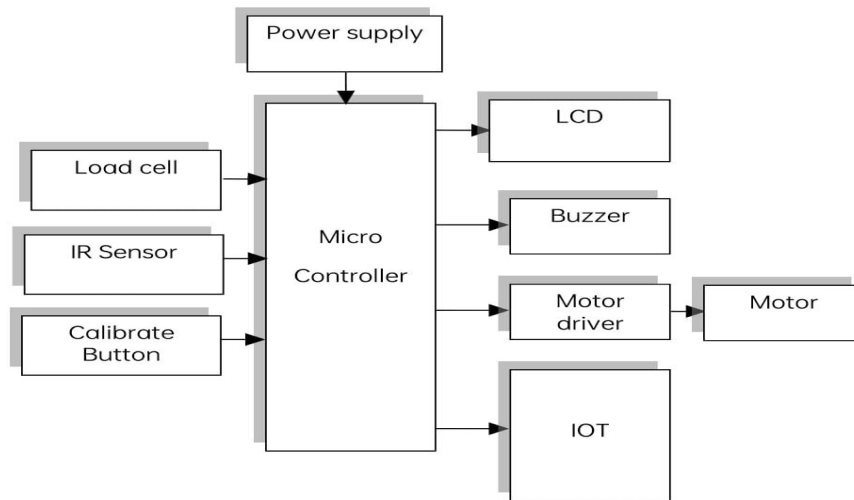 Power supply
LCD
Load cell
Buzzer
IR Sensor
Micro
Controller
Motor
driver
Motor
Calibrate
Button
IOT